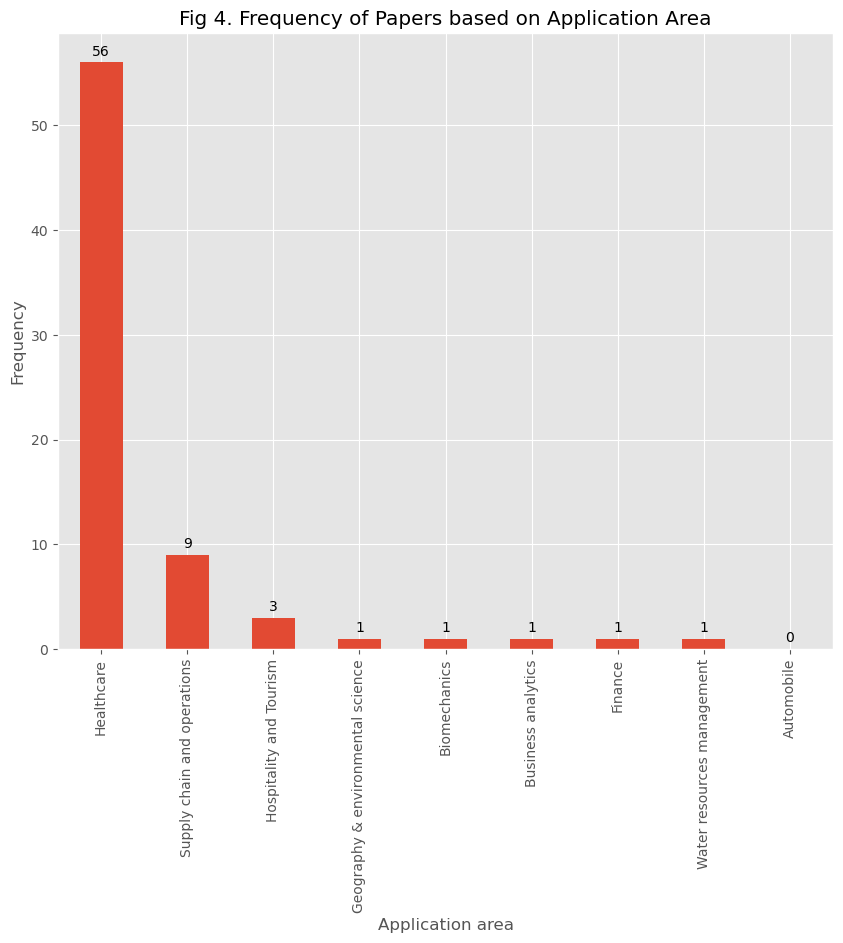 Fig 4. Frequency of Papers based on Application Area
Frequency
50
40
30
20
10
0
56
9
3
1
1
1
1
1
0
Healthcare
Supply chain and operations
Hospitality and Tourism
Geography & environmental science
Biomechanics
Business analytics
Finance
Water resources management
Automobile
Application area